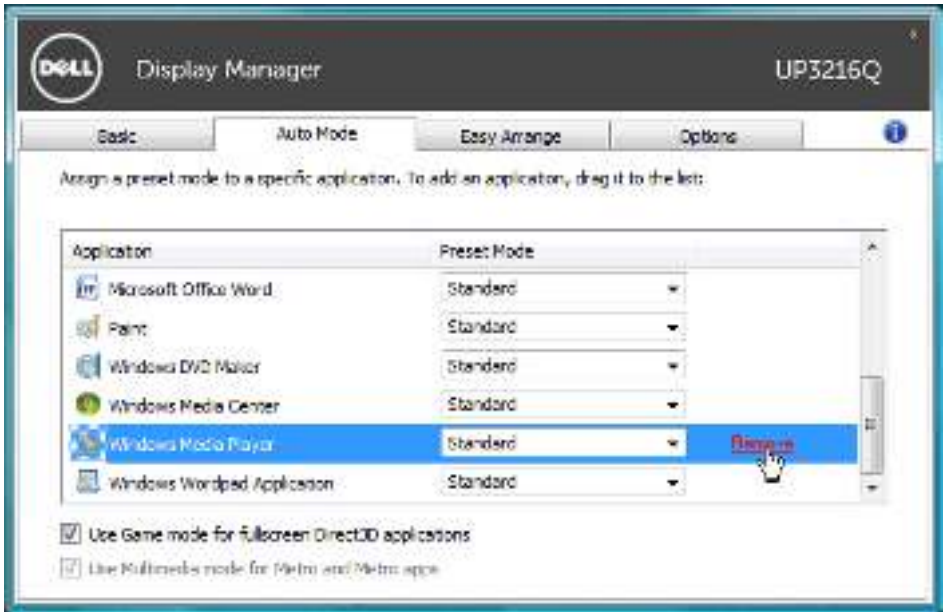 DELL Display Manager UP3216Q
Basic Auto Mode Easy Arrange Options
Assign a preset mode to a specific application. To add an application, drag it to the list:
Application Preset Mode
Microsoft Office Word Standard
Paint Standard
Windows DVD Maker Standard
Windows Media Center Standard
Windows Media Player Standard Remove
Windows Wordpad Application Standard
Use Game mode for fullscreen Direct3D applications
Use Multimedia mode for Metro and Metro apps